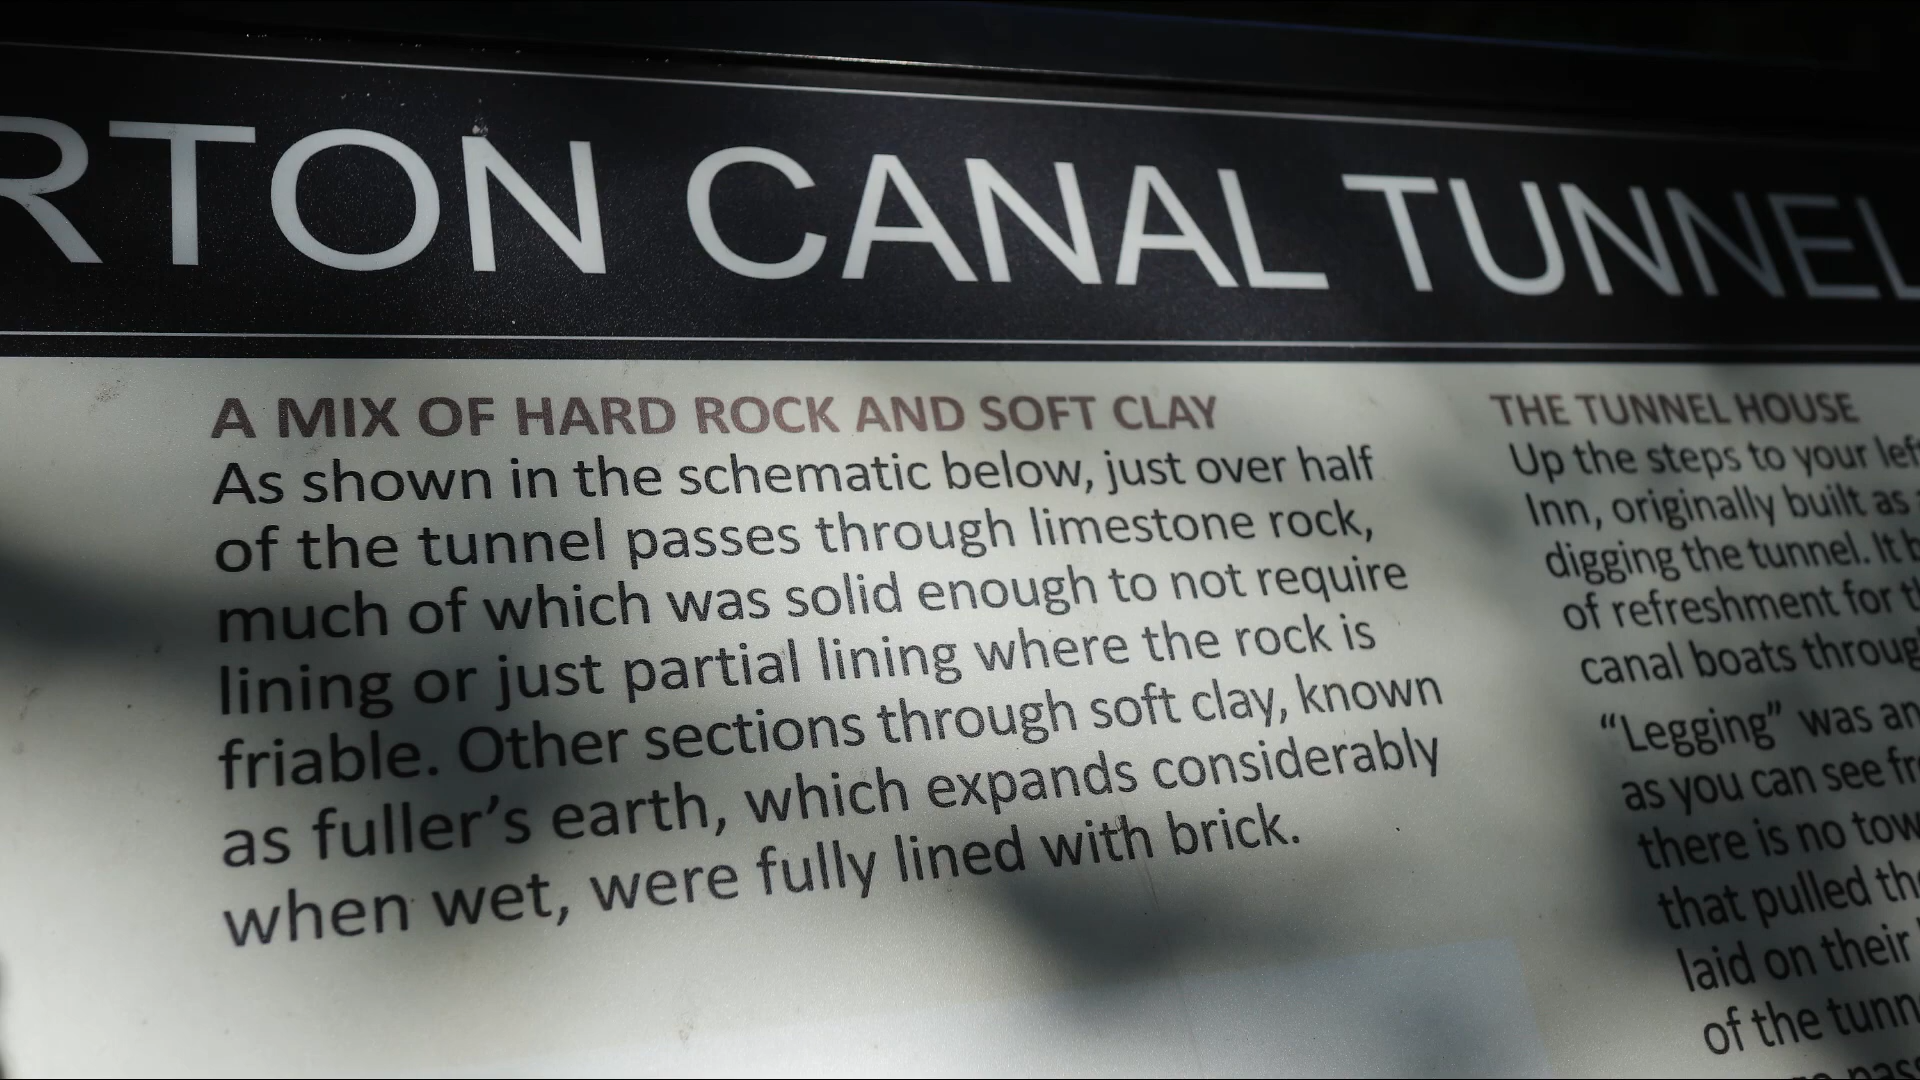 RTON CANAL TUNNEL
A MIX OF HARD ROCK AND SOFT CLAY
As shown in the schematic below, just over half
of the tunnel passes through limestone rock,
much of which was solid enough to not require
lining or just partial lining where the rock is
friable. Other sections through soft clay, known
as fuller's earth, which expands considerably
when wet, were fully lined with brick.
THE TUNNEL HOUSE
Up the steps to your left
Inn, originally built as
digging the tunnel. It
of refreshment for
canal boats throug
"Legging" was an
as you can see
there is no tow
that pulled the
laid on their
of the tunn